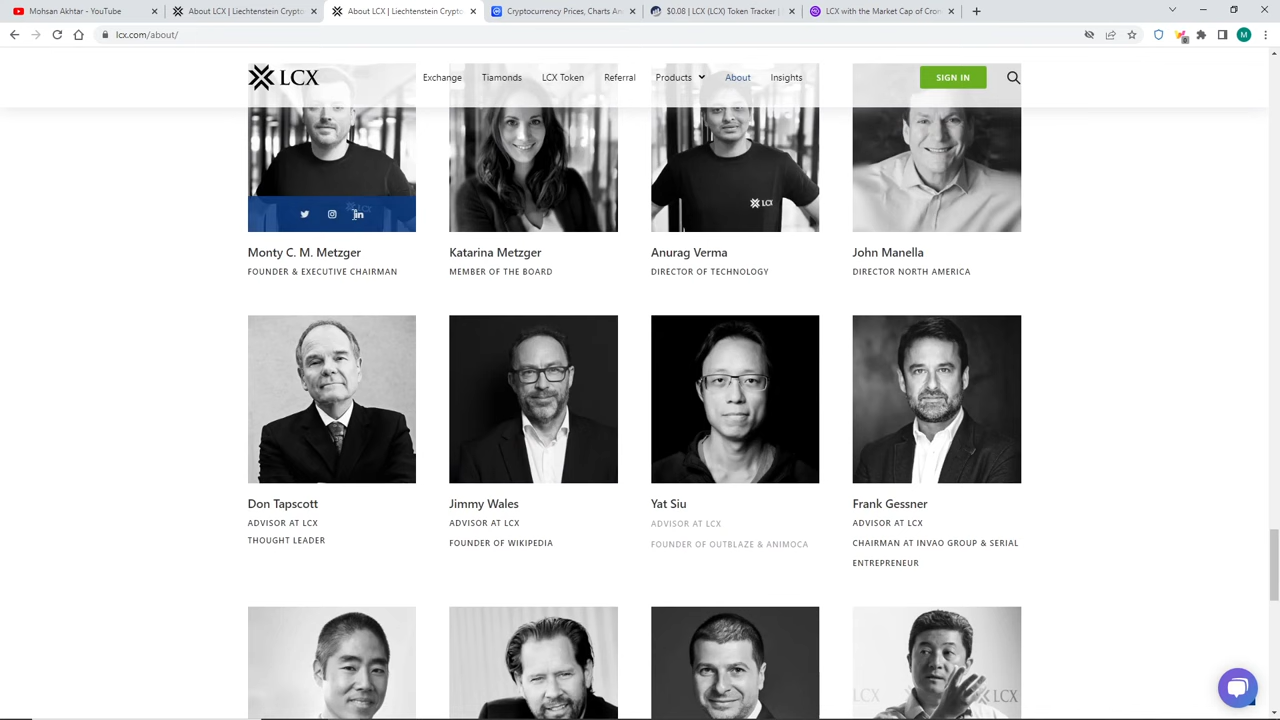 Mohsan Akhtar - YouTube
About LCX | Liechtenstein Crypto
About LCX | Liechtenstein Crypto
Cryptocurrency Prices, Charts An
$0.08 | LCX (LCX) Token Tracker |
LCX with the Market Cap of Cron
lcx.com/about/
M
LCX
Exchange
Tiamonds
LCX Token
Referral
Products
About
Insights
SIGN IN
LCX
Monty C. M. Metzger
FOUNDER & EXECUTIVE CHAIRMAN
Katarina Metzger
MEMBER OF THE BOARD
Anurag Verma
DIRECTOR OF TECHNOLOGY
John Manella
DIRECTOR NORTH AMERICA
Don Tapscott
ADVISOR AT LCX
THOUGHT LEADER
Jimmy Wales
ADVISOR AT LCX
FOUNDER OF WIKIPEDIA
Yat Siu
ADVISOR AT LCX
FOUNDER OF OUTBLAZE & ANIMOCA
Frank Gessner
ADVISOR AT LCX
CHAIRMAN AT INVAO GROUP & SERIAL
ENTREPRENEUR
LCX
LCX